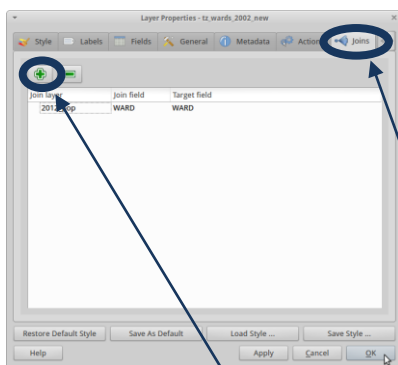 Layer Properties - tz_wards_2002_new
Style Labels Fields General Metadata Actions Joins
Join layer Join field Target field
WARD WARD
Restore Default Style Save As Default Load Style ... Save Style ...
Help Apply Cancel OK